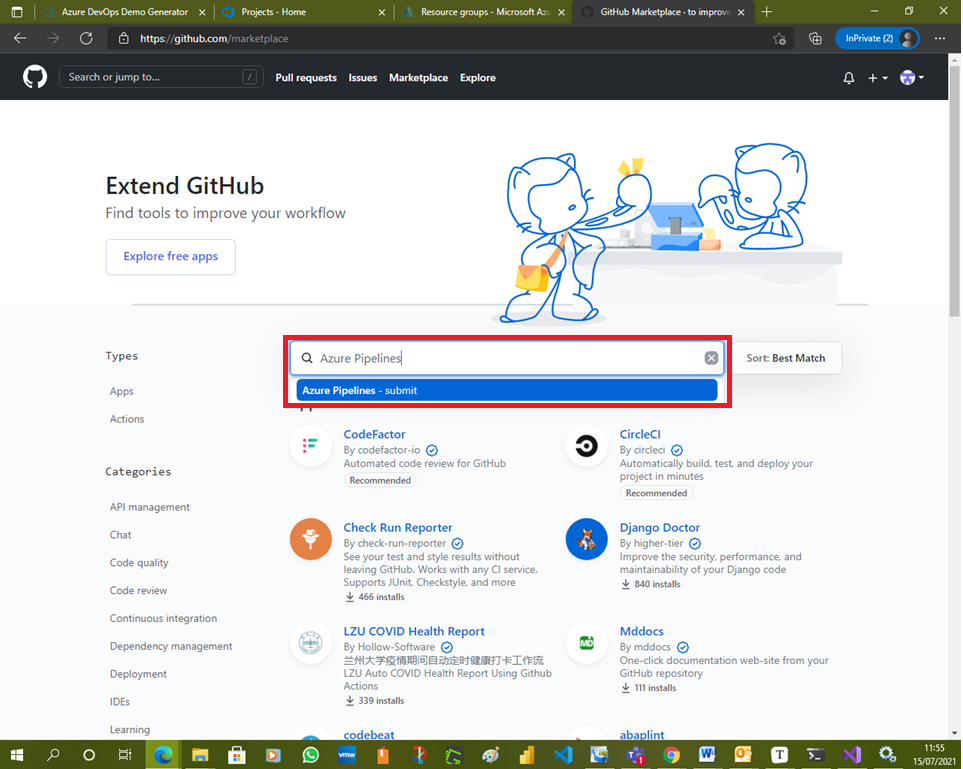 Azure DevOps Demo Generator
Projects - Home
Resource groups - Microsoft Azu
GitHub Marketplace · to improve
https://github.com/marketplace
InPrivate (2)
Search or jump to...
/
Pull requests
Issues
Marketplace
Explore
Extend GitHub
Find tools to improve your workflow
Explore free apps
Types
Apps
Actions
Categories
API management
Chat
Code quality
Code review
Continuous integration
Dependency management
Deployment
IDEs
Learning
Azure Pipelines
Azure Pipelines - submit
Sort: Best Match
CodeFactor
By codefactor-io
Automated code review for GitHub
Recommended
CircleCI
By circleci
Automatically build, test, and deploy your
project in minutes
Recommended
Check Run Reporter
By check-run-reporter
See your test and style results without
leaving GitHub. Works with any CI service.
Supports JUnit, Checkstyle, and more
466 installs
Django Doctor
By higher-tier
Improve the security, performance, and
maintainability of your Django code
840 installs
LZU COVID Health Report
By Hollow-Software
兰州大学疫情期间自动定时健康打卡工作流
LZU Auto COVID Health Report Using Github
Actions
339 installs
MD
Mddocs
By mddocs
One-click documentation web-site from your
GitHub repository
111 installs
codebeat
abaplint
11:55
15/07/2021